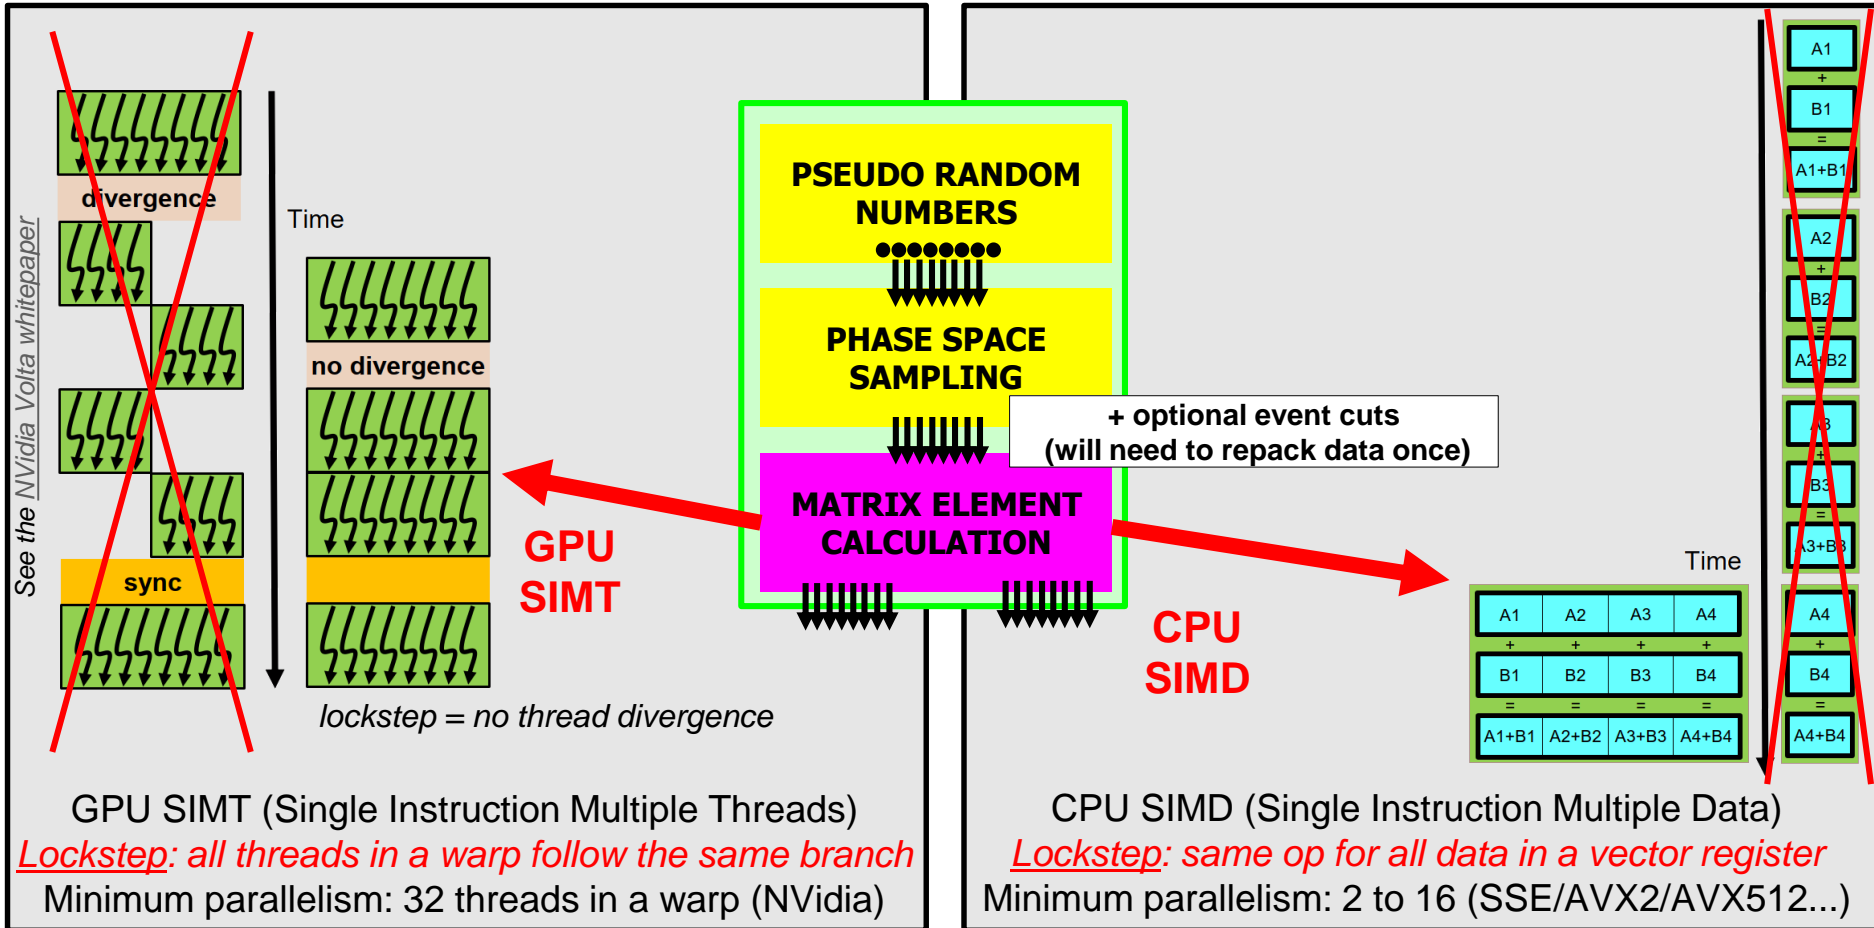 See the NVidia Volta whitepaper
divergence
sync
Time
no divergence
lockstep = no thread divergence
GPU
SIMT
GPU SIMT (Single Instruction Multiple Threads)
Lockstep: all threads in a warp follow the same branch
Minimum parallelism: 32 threads in a warp (NVidia)
PSEUDO RANDOM
NUMBERS
PHASE SPACE
SAMPLING
+ optional event cuts
(will need to repack data once)
MATRIX ELEMENT
CALCULATION
CPU
SIMD
Time
A1 A2 A3 A4
+ + + +
B1 B2 B3 B4
= = = =
A1+B1 A2+B2 A3+B3 A4+B4
A1
+
B1
=
A1+B1
A2
+
B2
=
A2+B2
A3
+
B3
=
A3+B3
A4
+
B4
=
A4+B4
CPU SIMD (Single Instruction Multiple Data)
Lockstep: same op for all data in a vector register
Minimum parallelism: 2 to 16 (SSE/AVX2/AVX512...)